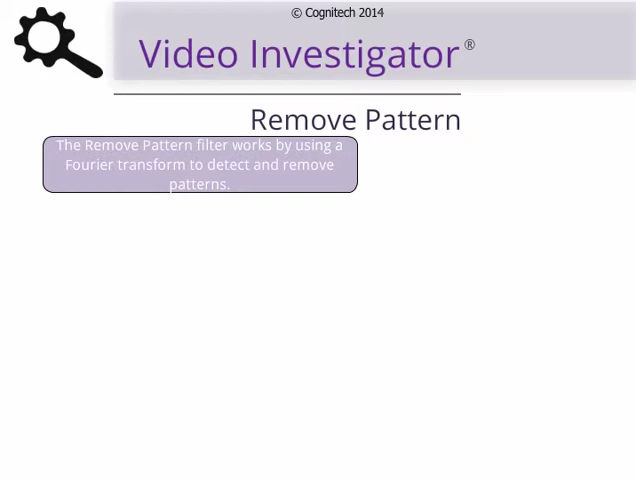 © Cognitech 2014
Video Investigator®
Remove Pattern
The Remove Pattern filter works by using a
Fourier transform to detect and remove
patterns.